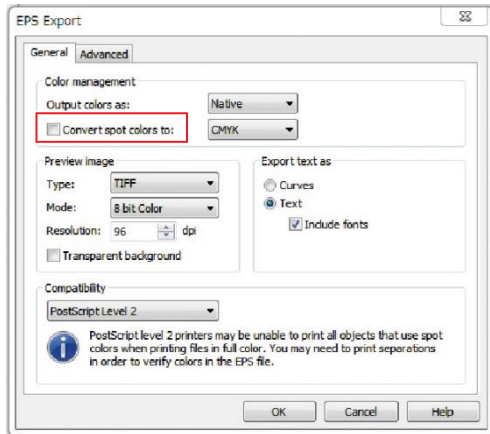 EPS Export
General Advanced
Color management
Output colors as: Native
Convert spot colors to: CMYK
Preview image
Type: TIFF
Mode: 8 bit Color
Resolution: 96 dpi
Transparent background
Export text as
Curves
Text
Include fonts
Compatibility
PostScript Level 2
PostScript level 2 printers may be unable to print all objects that use spot
colors when printing files in full color. You may need to print separations
in order to verify colors in the EPS file.
OK Cancel Help